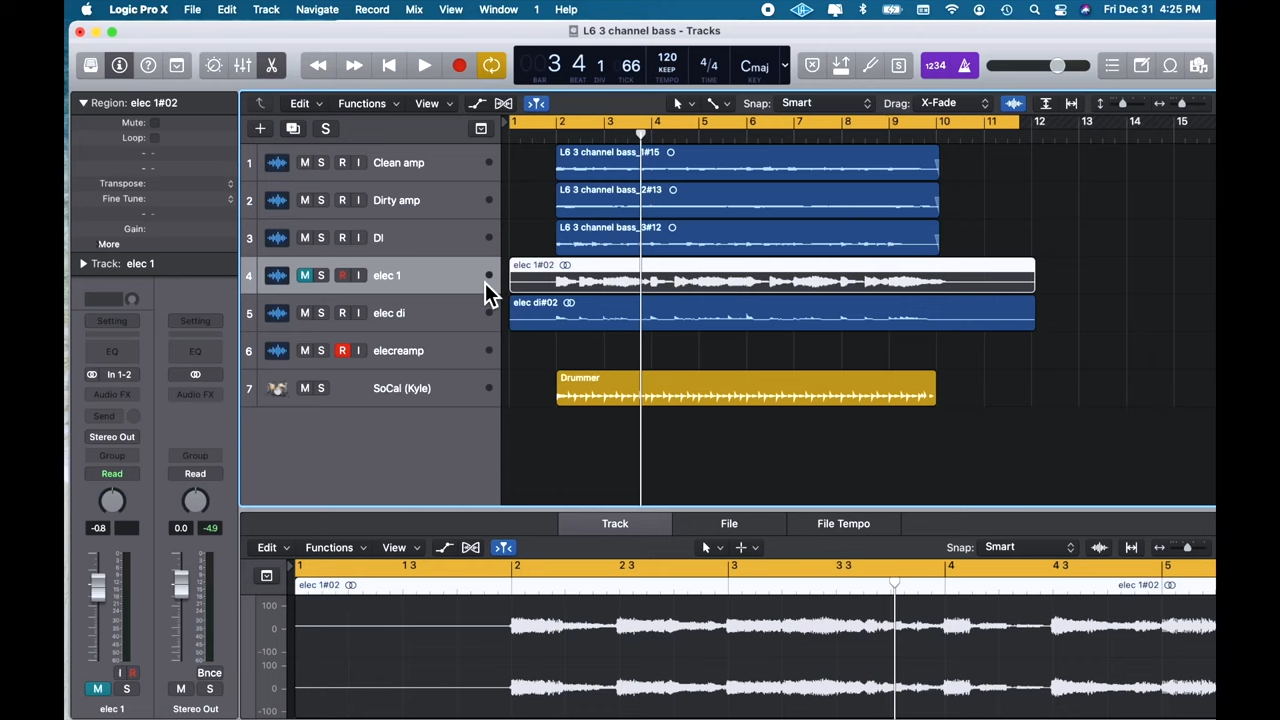 Logic Pro X File Edit Track Navigate Record Mix View Window 1 Help Fri Dec 31 4:25 PM
L6 3 channel bass - Tracks
3 4 1 66 120 KEEP 4/4 Cmaj
BAR BEAT DIV TICK TEMPO TIME KEY
1234
Region: elec 1#02
Mute:
Loop:
Transpose:
Fine Tune:
Gain:
More
Track: elec 1
Setting Setting
EQ EQ
In 1-2
Audio FX Audio FX
Send
Stereo Out
Group Group
Read Read
-0.8 0.0 -4.9
I R Bnce
M S M S
elec 1 Stereo Out
Edit Functions View Snap: Smart Drag: X-Fade
S
1 2 3 4 5 6 7 8 9 10 11 12 13 14 15
1 M S R I Clean amp
L6 3 channel bass_1#15
2 M S R I Dirty amp
L6 3 channel bass_2#13
3 M S R I DI
L6 3 channel bass_3#12
4 M S R I elec 1
elec 1#02
5 M S R I elec di
elec di#02
6 M S R I elecreamp
7 M S SoCal (Kyle)
Drummer
Track File File Tempo
Edit Functions View Snap: Smart
1 1 3 2 2 3 3 3 3 4 4 3 5
elec 1#02 elec 1#02
100
0
-100
100
0
-100